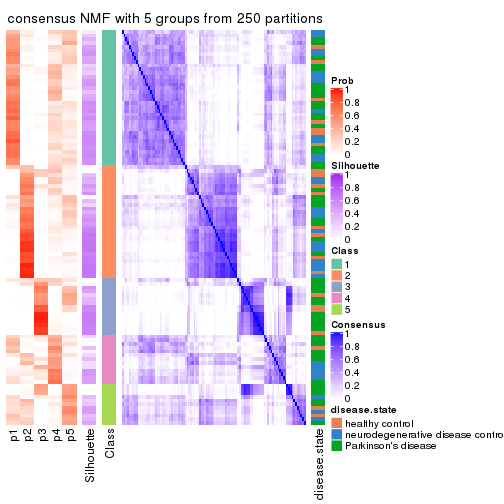 consensus NMF with 5 groups from 250 partitions
Prob
1
0.8
0.6
0.4
0.2
0
Silhouette
1
0.8
0.6
0.4
0.2
0
Class
1
2
3
4
5
Consensus
1
0.8
0.6
0.4
0.2
0
disease.state
healthy control
neurodegenerative disease contro
Parkinson's disease
p1
p2
p3
p4
p5
Silhouette
Class
disease.state